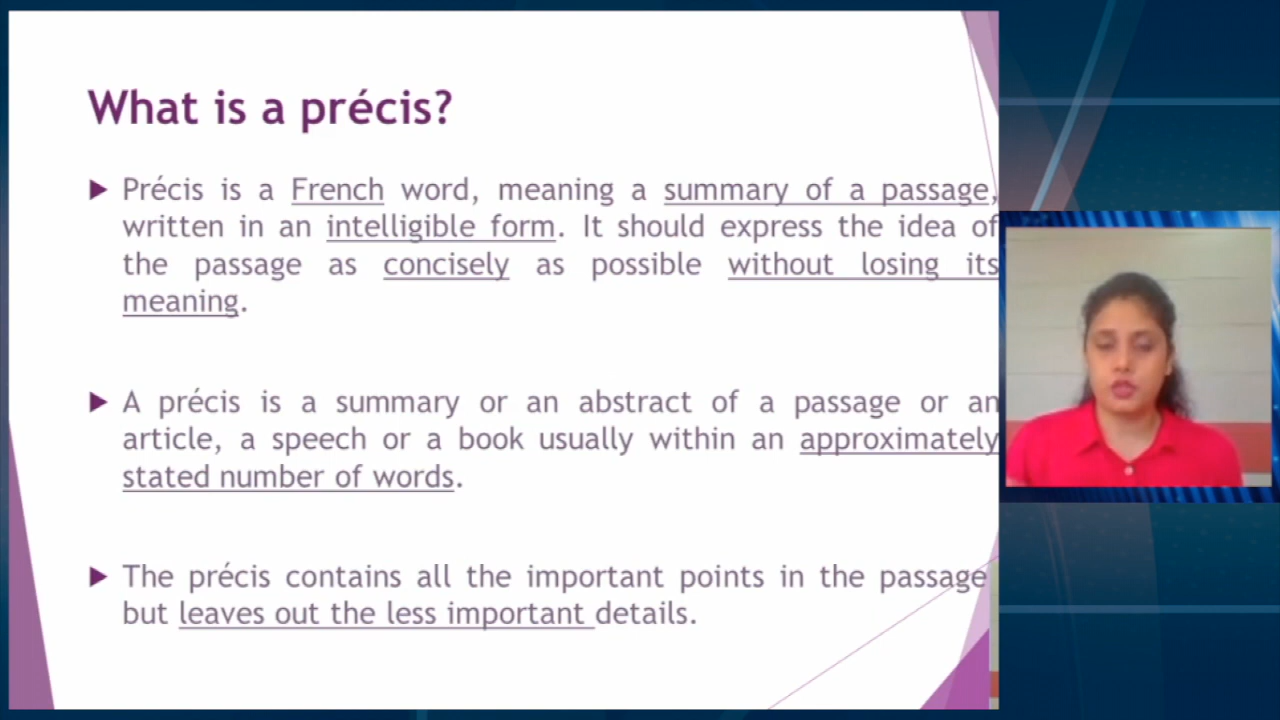 What is a précis?
Précis is a French word, meaning a summary of a passage,
written in an intelligible form. It should express the idea of
the passage as concisely as possible without losing its
meaning.
A précis is a summary or an abstract of a passage or an
article, a speech or a book usually within an approximately
stated number of words.
The précis contains all the important points in the passage
but leaves out the less important details.